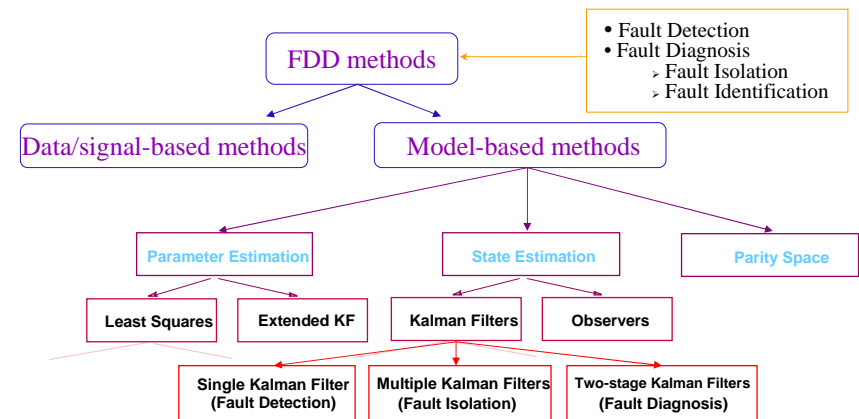 FDD methods
• Fault Detection
• Fault Diagnosis
➢ Fault Isolation
➢ Fault Identification
Data/signal-based methods
Model-based methods
Parameter Estimation
State Estimation
Parity Space
Least Squares
Extended KF
Kalman Filters
Observers
Single Kalman Filter
(Fault Detection)
Multiple Kalman Filters
(Fault Isolation)
Two-stage Kalman Filters
(Fault Diagnosis)